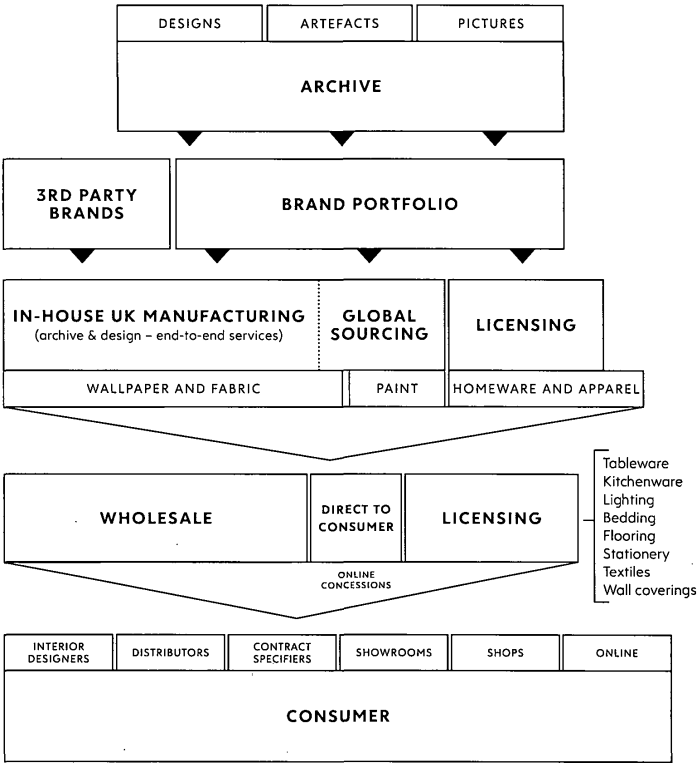 DESIGNS
ARTEFACTS
PICTURES
ARCHIVE
3RD PARTY
BRANDS
BRAND PORTFOLIO
IN-HOUSE UK MANUFACTURING
(archive & design – end-to-end services)
GLOBAL
SOURCING
LICENSING
WALLPAPER AND FABRIC
PAINT
HOMEWARE AND APPAREL
WHOLESALE
DIRECT TO
CONSUMER
LICENSING
Tableware
Kitchenware
Lighting
Bedding
Flooring
Stationery
Textiles
Wall coverings
ONLINE
CONCESSIONS
INTERIOR
DESIGNERS
DISTRIBUTORS
CONTRACT
SPECIFIERS
SHOWROOMS
SHOPS
ONLINE
CONSUMER